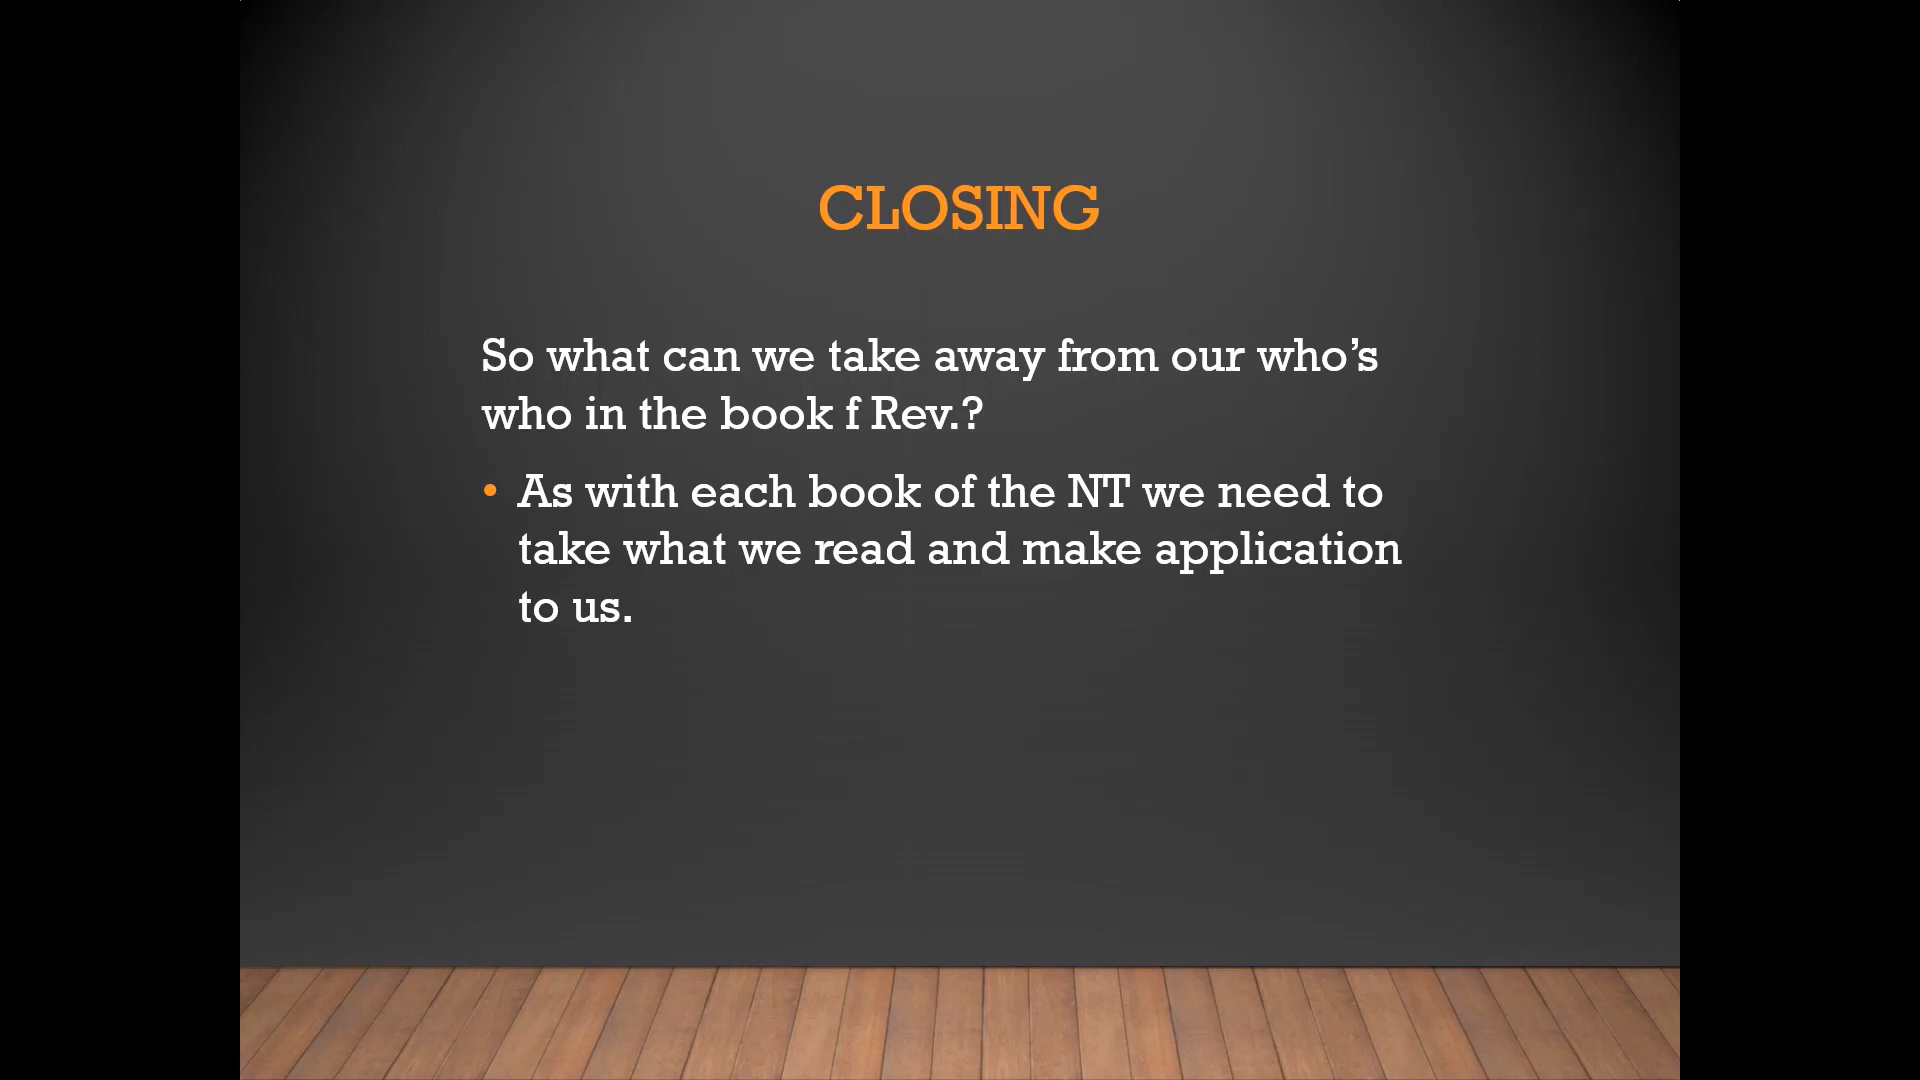 CLOSING
So what can we take away from our who’s
who in the book f Rev.?
• As with each book of the NT we need to
take what we read and make application
to us.